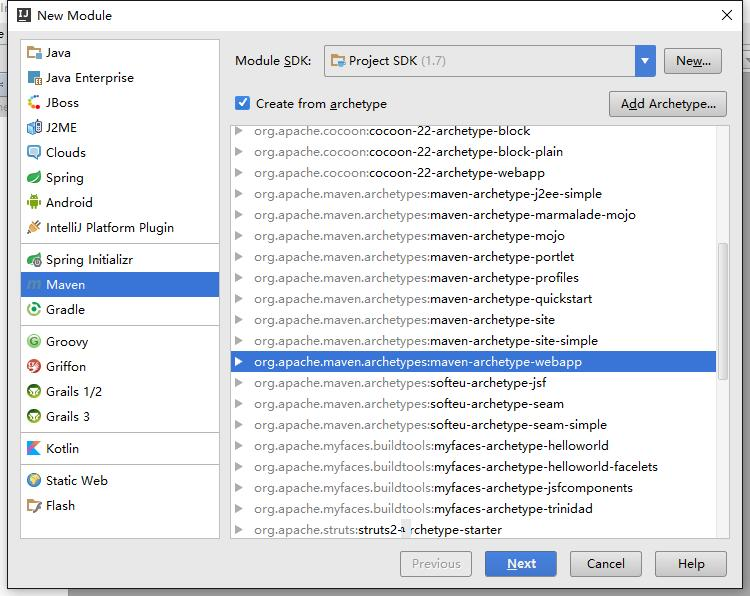 New Module
Java
Java Enterprise
JBoss
J2ME
Clouds
Spring
Android
IntelliJ Platform Plugin
Spring Initializr
Maven
Gradle
Groovy
Griffon
Grails 1/2
Grails 3
Kotlin
Static Web
Flash
Module SDK: Project SDK (1.7) New...
Create from archetype Add Archetype...
org.apache.cocoon:cocoon-22-archetype-block
org.apache.cocoon:cocoon-22-archetype-block-plain
org.apache.cocoon:cocoon-22-archetype-webapp
org.apache.maven.archetypes:maven-archetype-j2ee-simple
org.apache.maven.archetypes:maven-archetype-marmalade-mojo
org.apache.maven.archetypes:maven-archetype-mojo
org.apache.maven.archetypes:maven-archetype-portlet
org.apache.maven.archetypes:maven-archetype-profiles
org.apache.maven.archetypes:maven-archetype-quickstart
org.apache.maven.archetypes:maven-archetype-site
org.apache.maven.archetypes:maven-archetype-site-simple
org.apache.maven.archetypes:maven-archetype-webapp
org.apache.maven.archetypes:softeu-archetype-jsf
org.apache.maven.archetypes:softeu-archetype-seam
org.apache.maven.archetypes:softeu-archetype-seam-simple
org.apache.myfaces.buildtools:myfaces-archetype-helloworld
org.apache.myfaces.buildtools:myfaces-archetype-helloworld-facelets
org.apache.myfaces.buildtools:myfaces-archetype-jsfcomponents
org.apache.myfaces.buildtools:myfaces-archetype-trinidad
org.apache.struts:struts2-archetype-starter
Previous Next Cancel Help